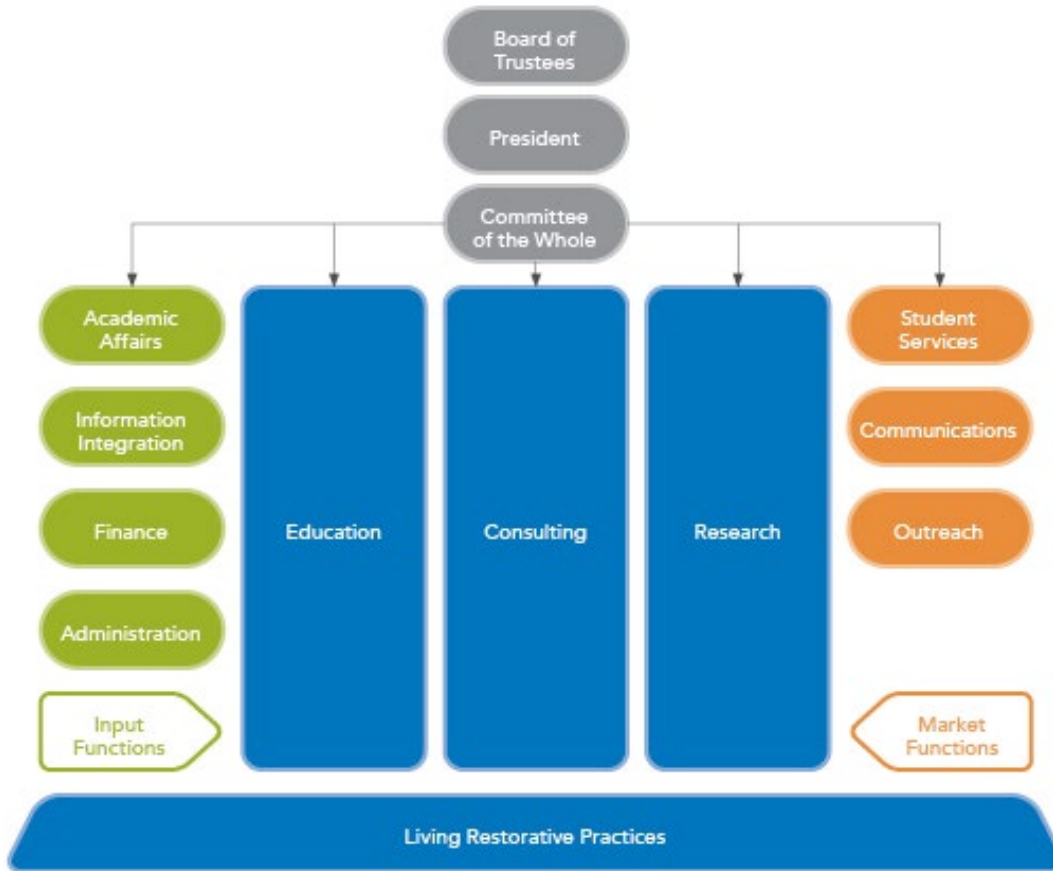 Board of
Trustees
President
Committee
of the Whole
Academic
Affairs
Information
Integration
Finance
Administration
Input
Functions
Education
Consulting
Research
Student
Services
Communications
Outreach
Market
Functions
Living Restorative Practices